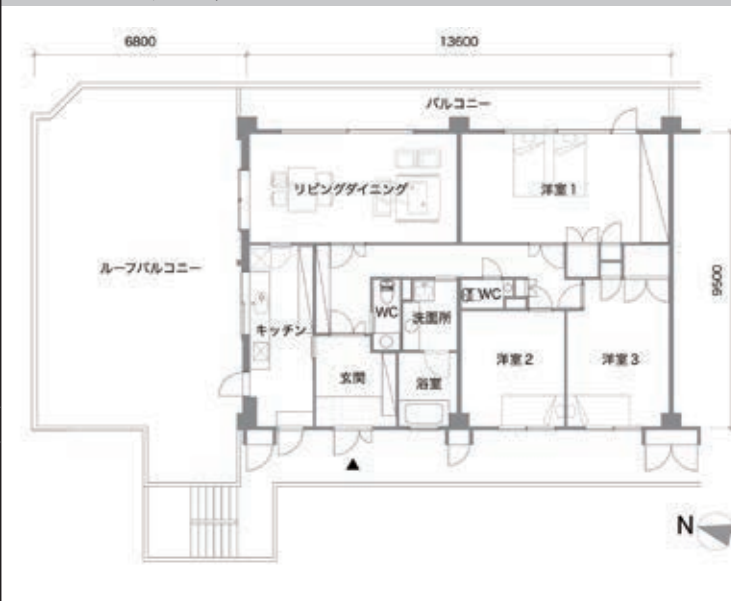 6800
13600
バルコニー
リビングダイニング
洋室1
ルーフバルコニー
9500
キッチン
WC
洗面所
WC
玄関
浴室
洋室2
洋室3
N